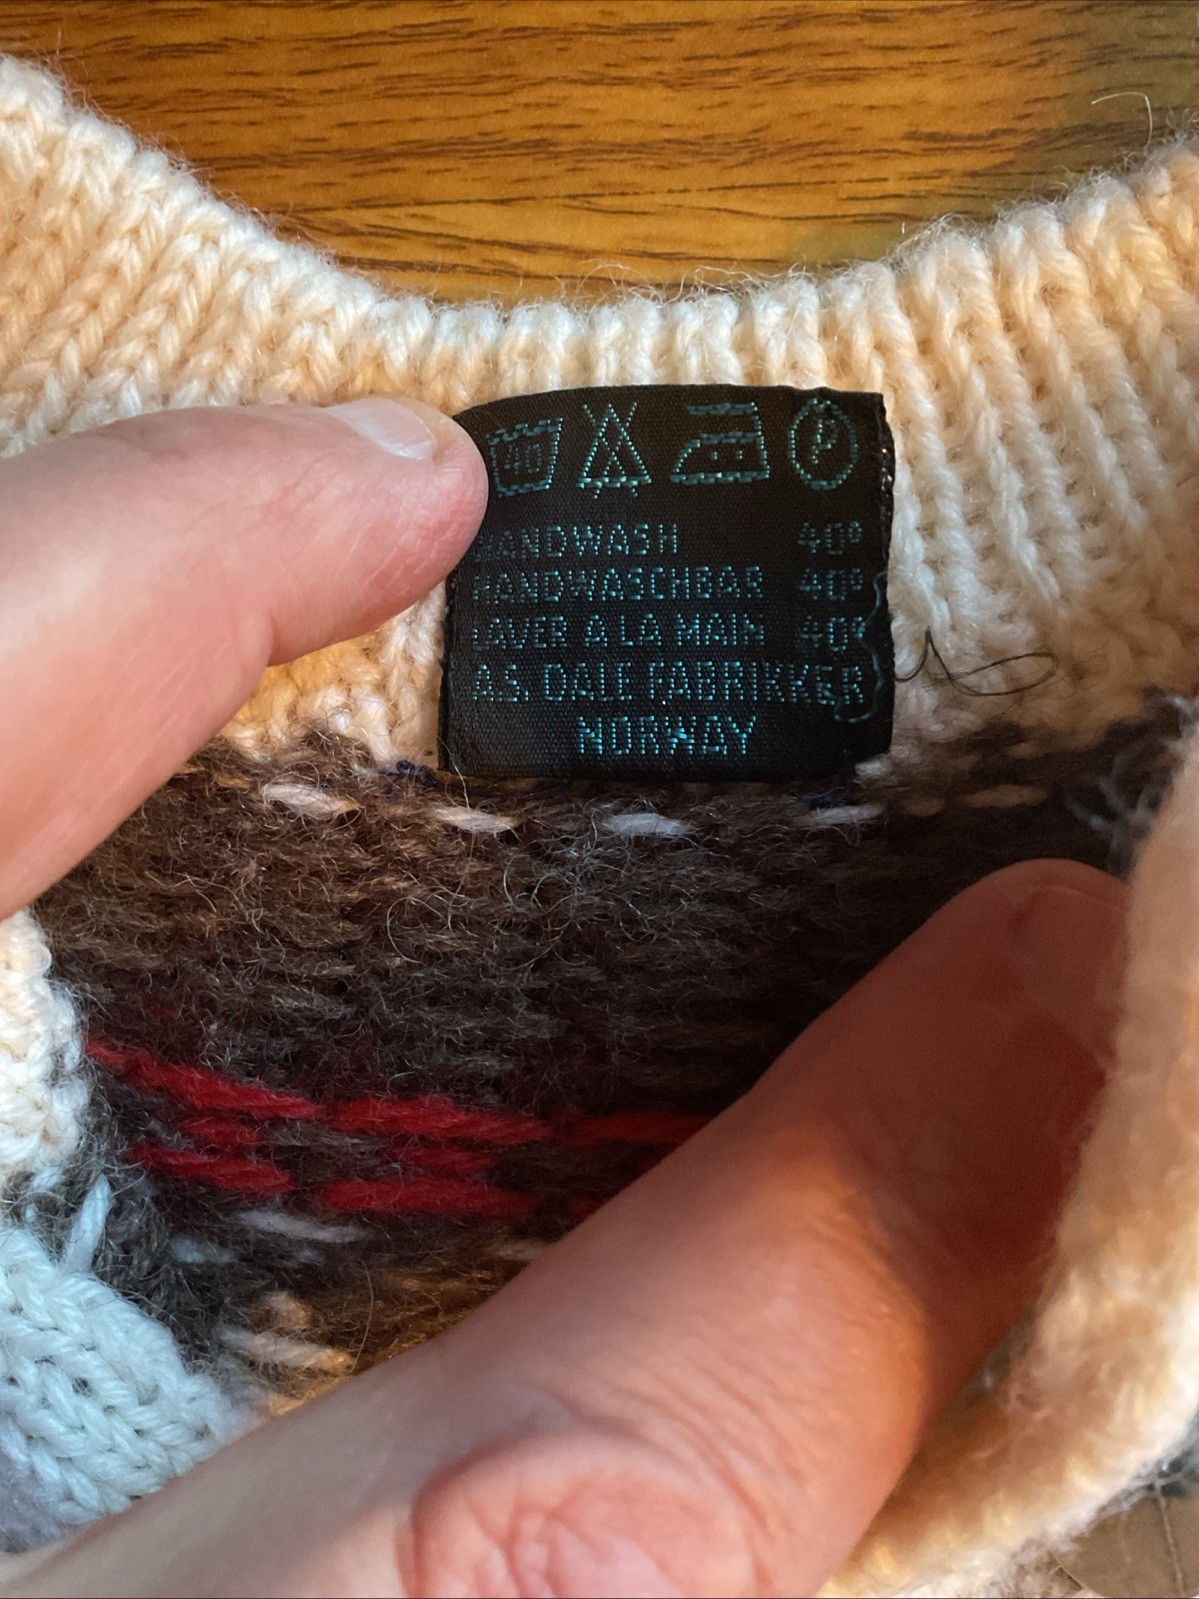 40 P
HANDWASH 40°
HANDWASCHBAR 40°
LAVER A LA MAIN 40°
A.S. DALE FABRIKKER
NORWAY